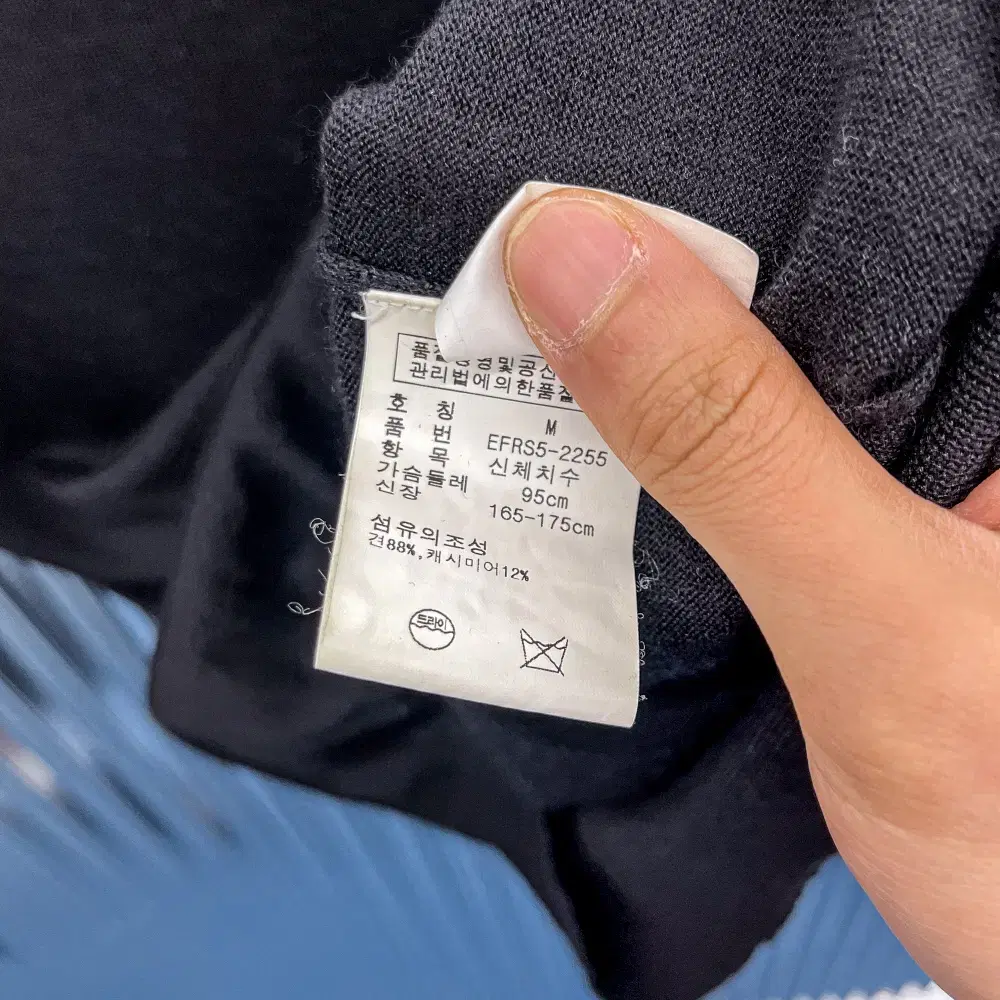 관리법에의한품질
호 칭 M
품 번 EFRS5-2255
항 목 신체치수
가슴둘레 95cm
신장 165-175cm
섬유의조성
견88%,캐시미어12%
드라이